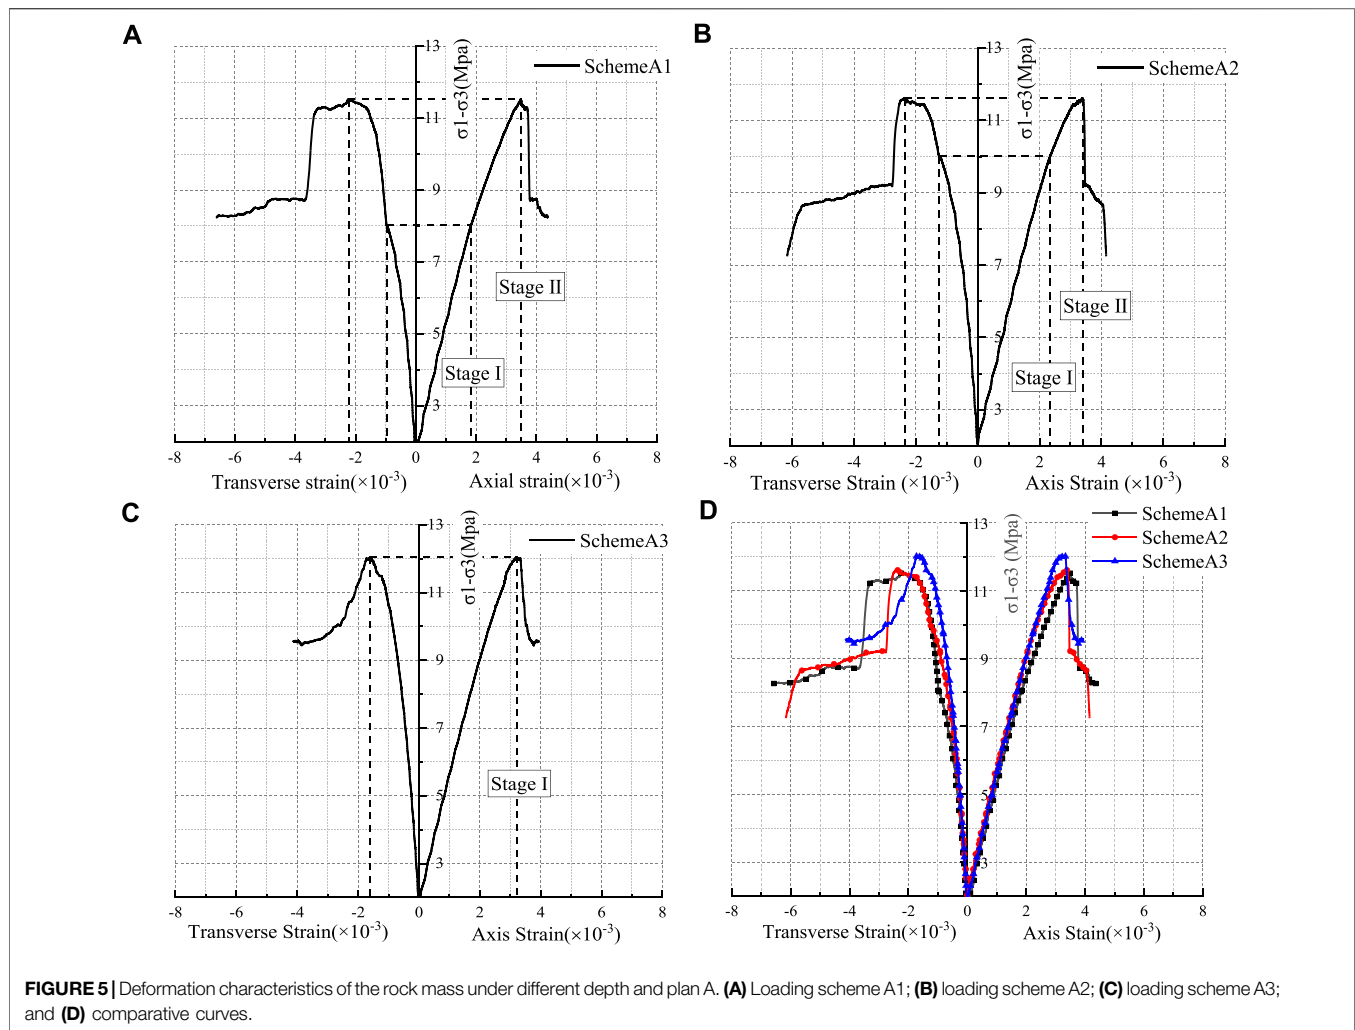 A
13
SchemeA1
11
σ1-σ3(Mpa)
9
7
Stage II
5
Stage I
3
-8 -6 -4 -2 0 2 4 6 8
Transverse strain(×10-3) Axial strain(×10-3)
B
13
SchemeA2
11
σ1-σ3(Mpa)
9
7
Stage II
5
Stage I
3
-8 -6 -4 -2 0 2 4 6 8
Transverse Strain (×10-3) Axis Strain (×10-3)
C
13
SchemeA3
11
σ1-σ3(Mpa)
9
7
Stage I
5
3
-8 -6 -4 -2 0 2 4 6 8
Transverse Strain(×10-3) Axis Strain(×10-3)
D
13
SchemeA1
SchemeA2
SchemeA3
11
σ1-σ3 (Mpa)
9
7
5
3
-8 -6 -4 -2 0 2 4 6 8
Transverse Strain(×10-3) Axis Stain(×10-3)
FIGURE 5 | Deformation characteristics of the rock mass under different depth and plan A. (A) Loading scheme A1; (B) loading scheme A2; (C) loading scheme A3;
and (D) comparative curves.